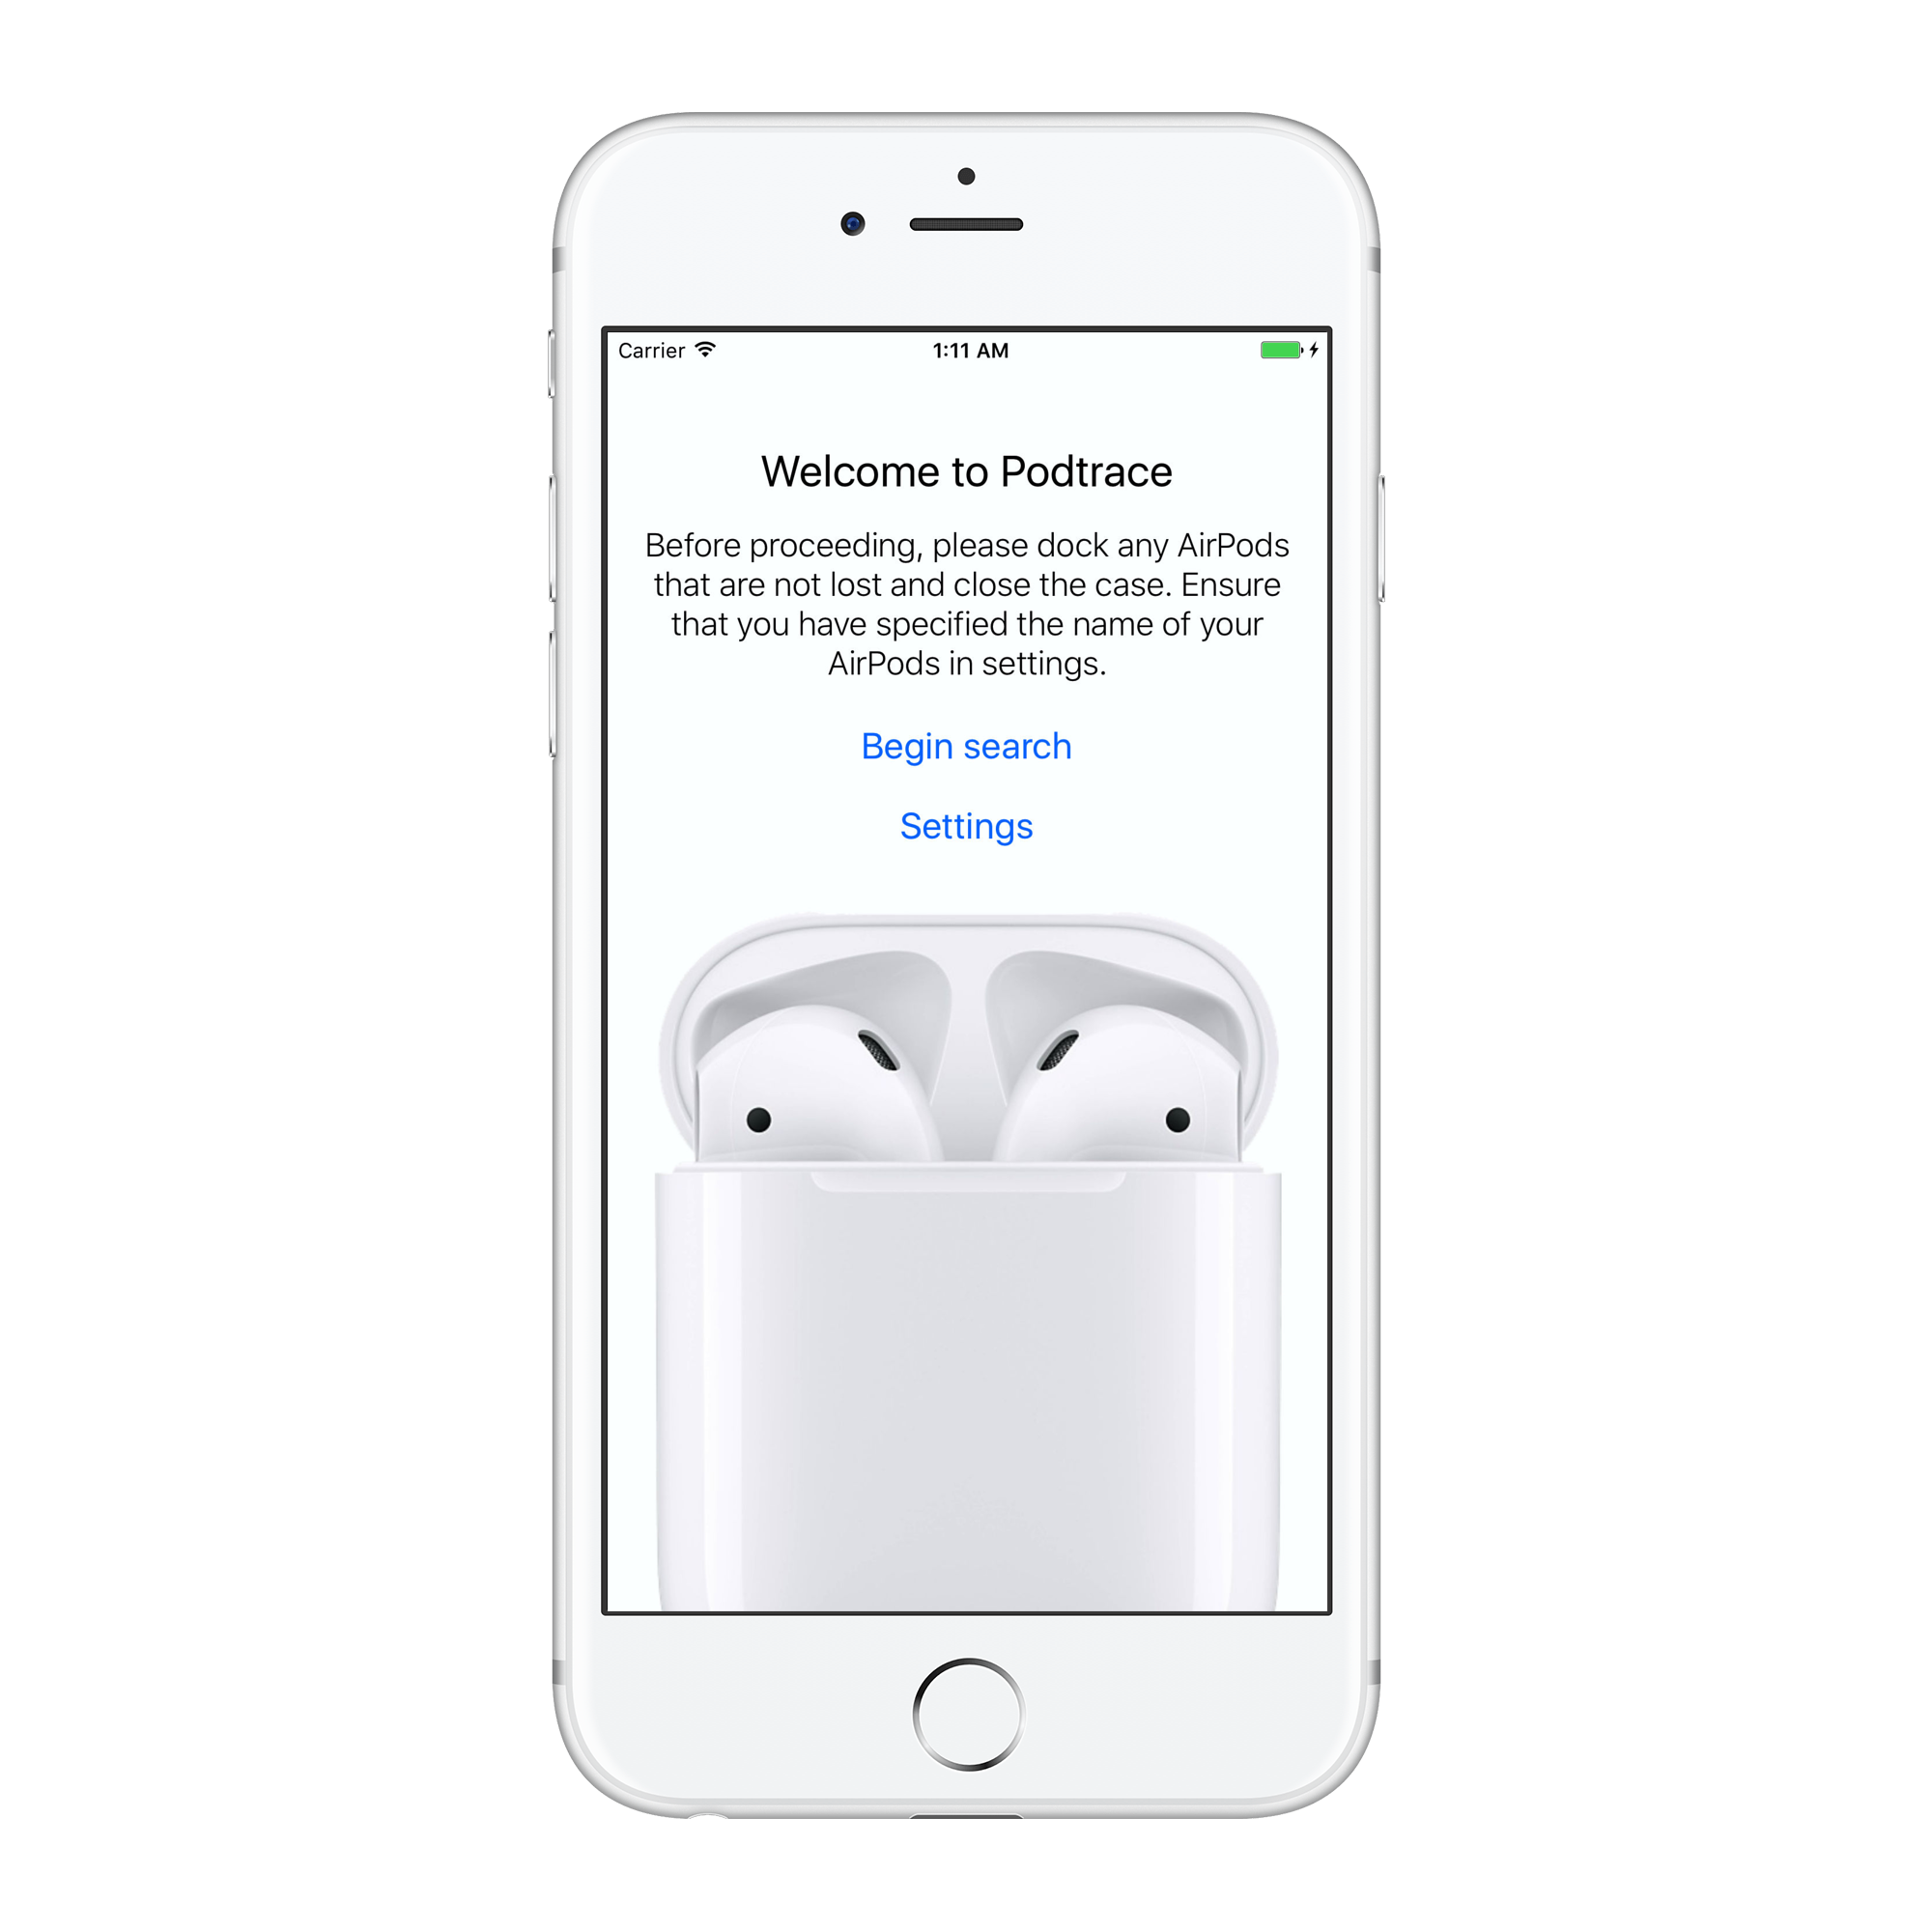 Carrier 1:11 AM
Welcome to Podtrace
Before proceeding, please dock any AirPods
that are not lost and close the case. Ensure
that you have specified the name of your
AirPods in settings.
Begin search
Settings